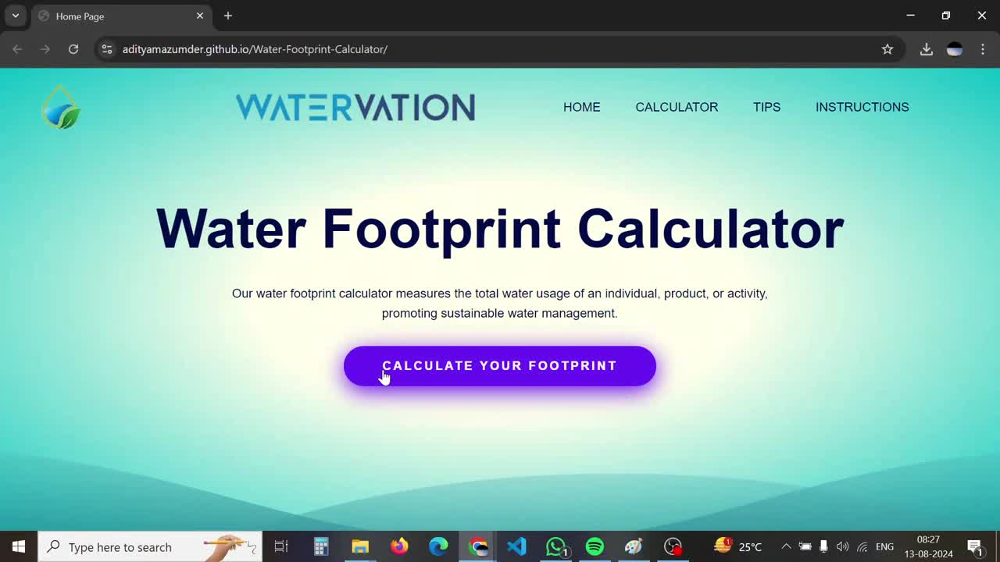 Home Page
adityamazumder.github.io/Water-Footprint-Calculator/
WATERVATION
HOME
CALCULATOR
TIPS
INSTRUCTIONS
Water Footprint Calculator
Our water footprint calculator measures the total water usage of an individual, product, or activity,
promoting sustainable water management.
CALCULATE YOUR FOOTPRINT
Type here to search
1
1
25°C
ENG
08:27
13-08-2024
1